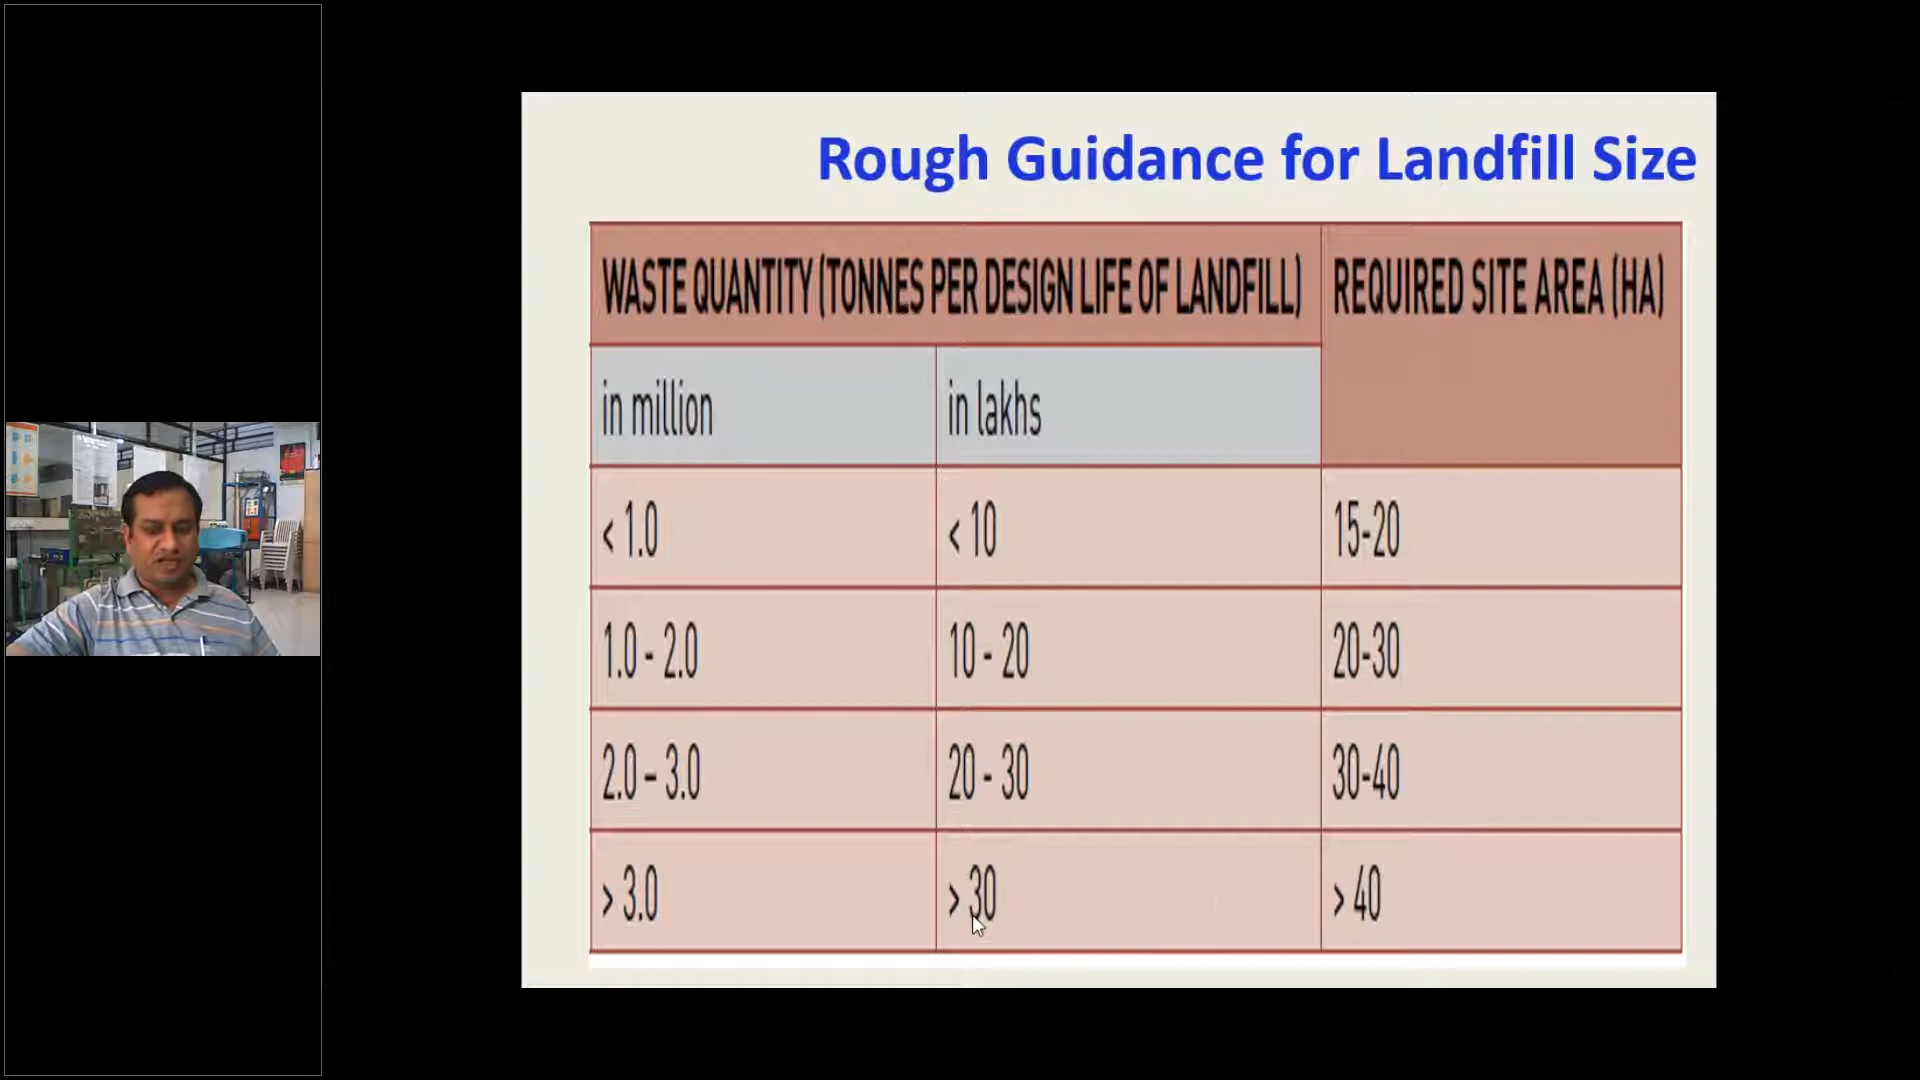 Rough Guidance for Landfill Size
WASTE QUANTITY (TONNES PER DESIGN LIFE OF LANDFILL) REQUIRED SITE AREA (HA)
in million in lakhs
< 1.0 < 10 15-20
1.0 - 2.0 10 - 20 20-30
2.0 – 3.0 20 - 30 30-40
> 3.0 > 30 > 40